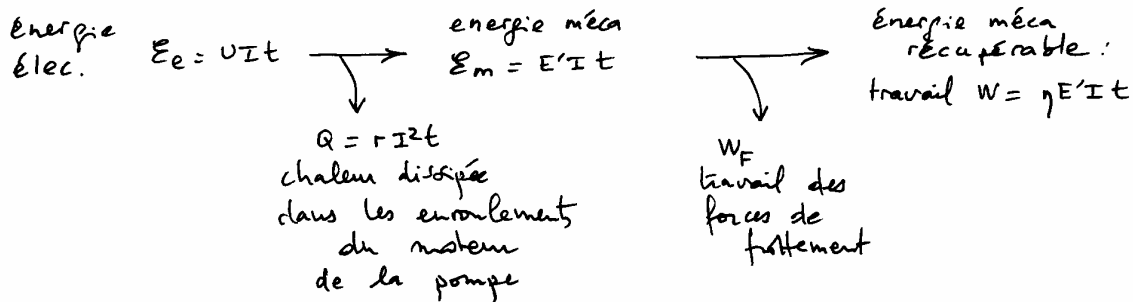 énergie
élec.
Ee = UIt
energie méca
Em = E'It
énergie méca
récupérable :
travail W = ηE'It
Q = rI²t
chaleur dissipée
dans les enroulements
du moteur
de la pompe
WF
travail des
forces de
frottement